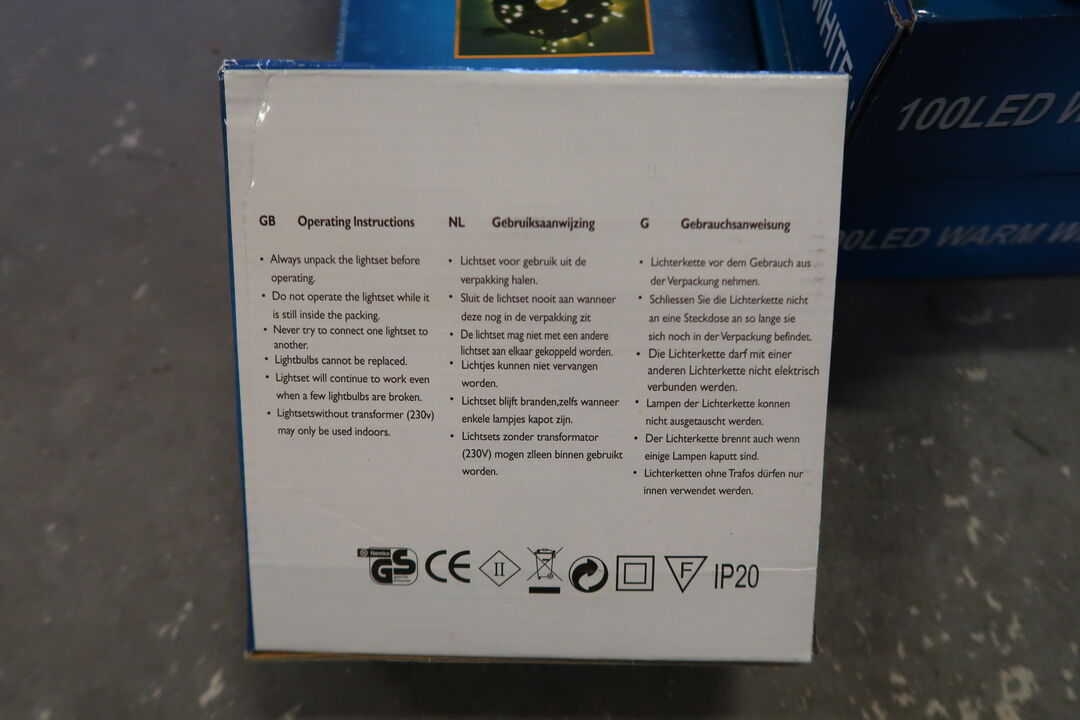 WHITE
100LED
00LED WARM W
GB Operating Instructions
• Always unpack the lightset before
operating.
• Do not operate the lightset while it
is still inside the packing.
• Never try to connect one lightset to
another.
• Lightbulbs cannot be replaced.
• Lightset will continue to work even
when a few lightbulbs are broken.
• Lightsetswithout transformer (230v)
may only be used indoors.
NL Gebruiksaanwijzing
• Lichtset voor gebruik uit de
verpakking halen.
• Sluit de lichtset nooit aan wanneer
deze nog in de verpakking zit
• De lichtset mag niet met een andere
lichtset aan elkaar gekoppeld worden.
• Lichtjes kunnen niet vervangen
worden.
• Lichtset blijft branden,zelfs wanneer
enkele lampjes kapot zijn.
• Lichtsets zonder transformator
(230V) mogen zlleen binnen gebruikt
worden.
G Gebrauchsanweisung
• Lichterkette vor dem Gebrauch aus
der Verpackung nehmen.
• Schliessen Sie die Lichterkette nicht
an eine Steckdose an so lange sie
sich noch in der Verpackung befindet.
• Die Lichterkette darf mit einer
anderen Lichterkette nicht elektrisch
verbunden werden.
• Lampen der Lichterkette konnen
nicht ausgetauscht werden.
• Der Lichterkette brennt auch wenn
einige Lampen kaputt sind.
• Lichterketten ohne Trafos dürfen nur
innen verwendet werden.
Nemko
GS
CE
II
F
IP20